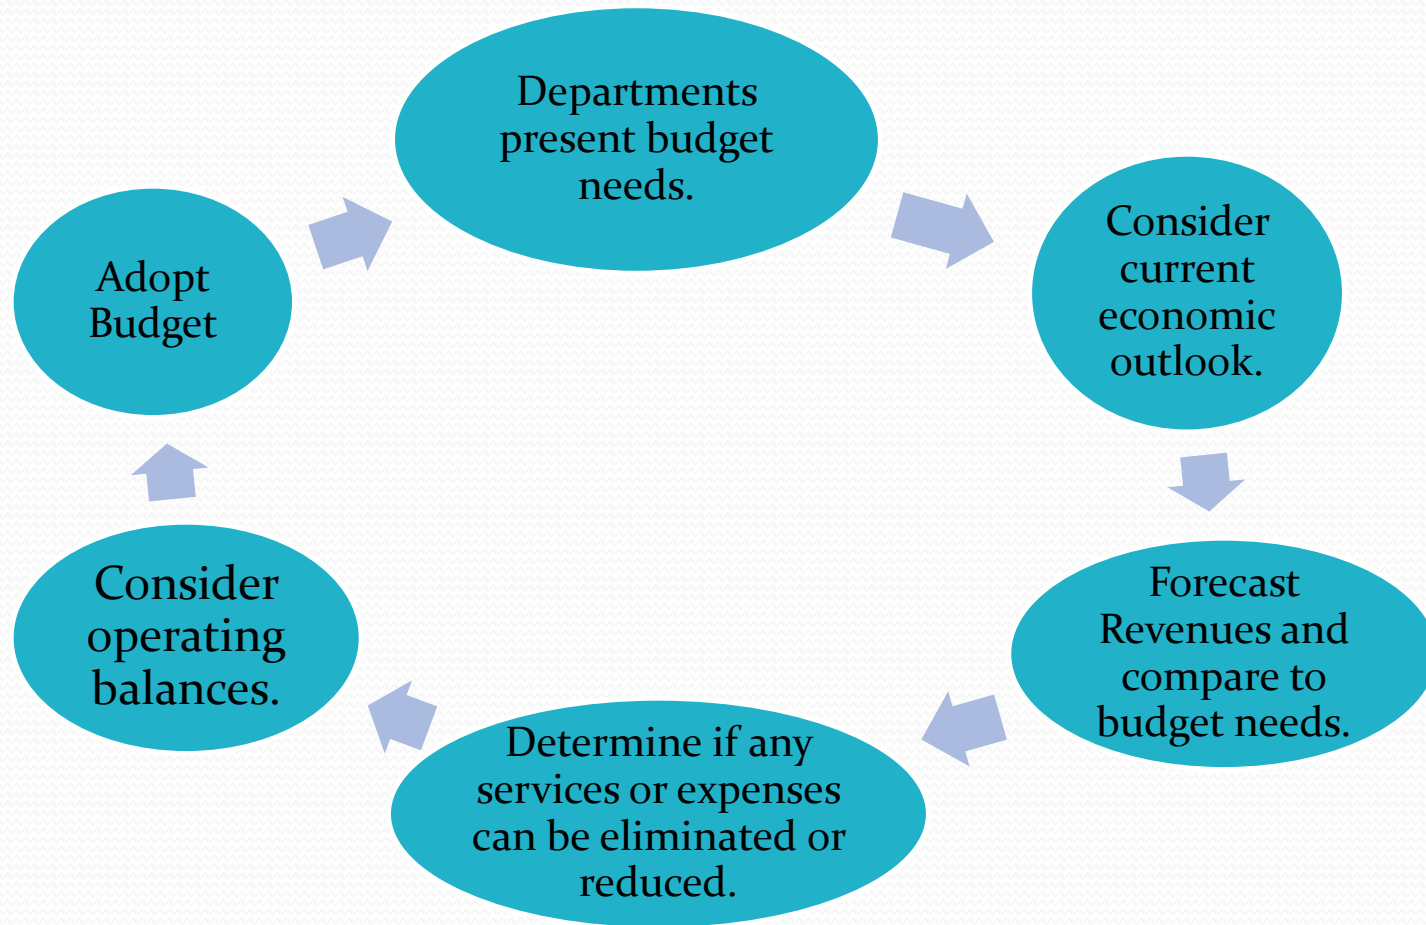 Departments
present budget
needs.
Consider
current
economic
outlook.
Forecast
Revenues and
compare to
budget needs.
Determine if any
services or expenses
can be eliminated or
reduced.
Consider
operating
balances.
Adopt
Budget